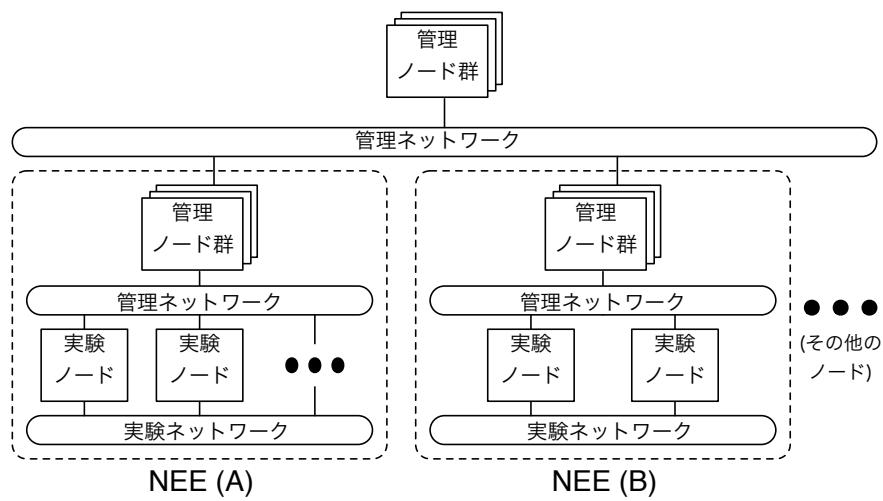 管理
ノード群
管理ネットワーク
管理
ノード群
管理ネットワーク
実験
ノード
実験
ノード
実験ネットワーク
NEE (A)
管理
ノード群
管理ネットワーク
実験
ノード
実験
ノード
実験ネットワーク
NEE (B)
(その他の
ノード)